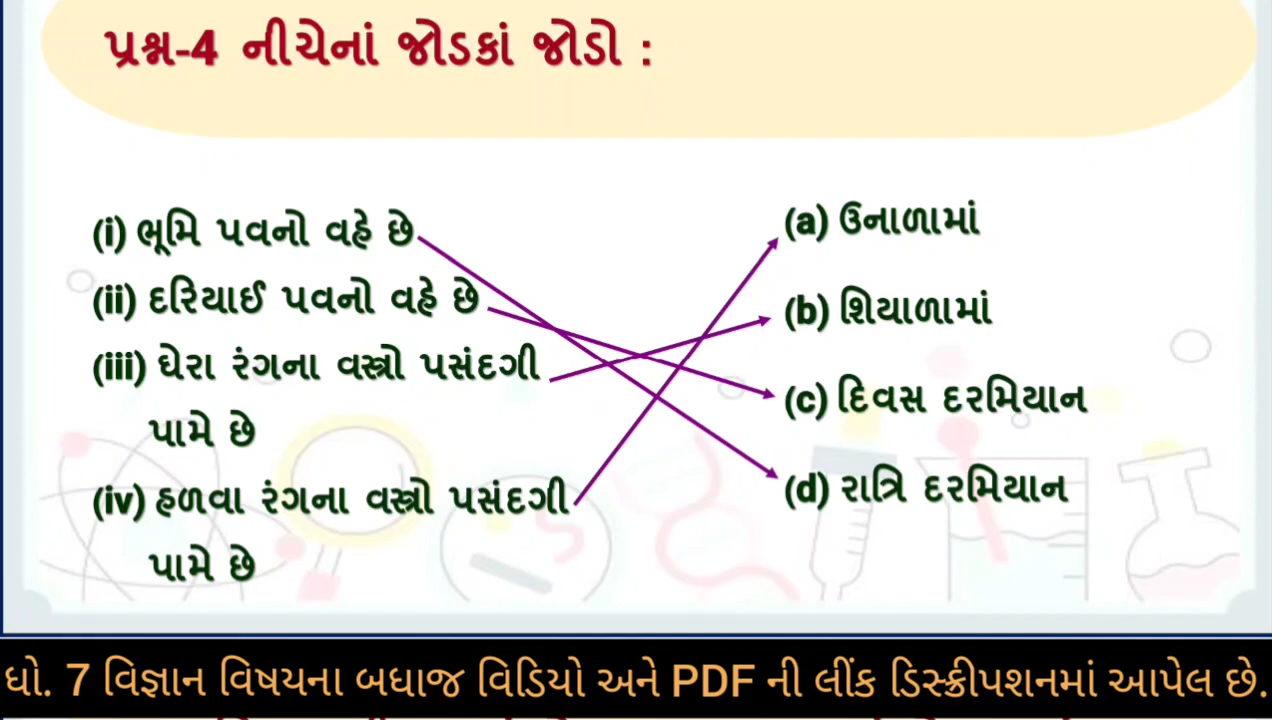 પ્રશ્ન-4 નીચેનાં જોડકાં જોડો :
(i) ભૂમિ પવનો વહે છે
(ii) દરિયાઈ પવનો વહે છે
(iii) ઘેરા રંગના વસ્ત્રો પસંદગી
પામે છે
(iv) હળવા રંગના વસ્ત્રો પસંદગી
પામે છે
(a) ઉનાળામાં
(b) શિયાળામાં
(c) દિવસ દરમિયાન
(d) રાત્રિ દરમિયાન
ધો. 7 વિજ્ઞાન વિષયના બધાજ વિડિયો અને PDF ની લીંક ડિસ્ક્રીપશનમાં આપેલ છે.